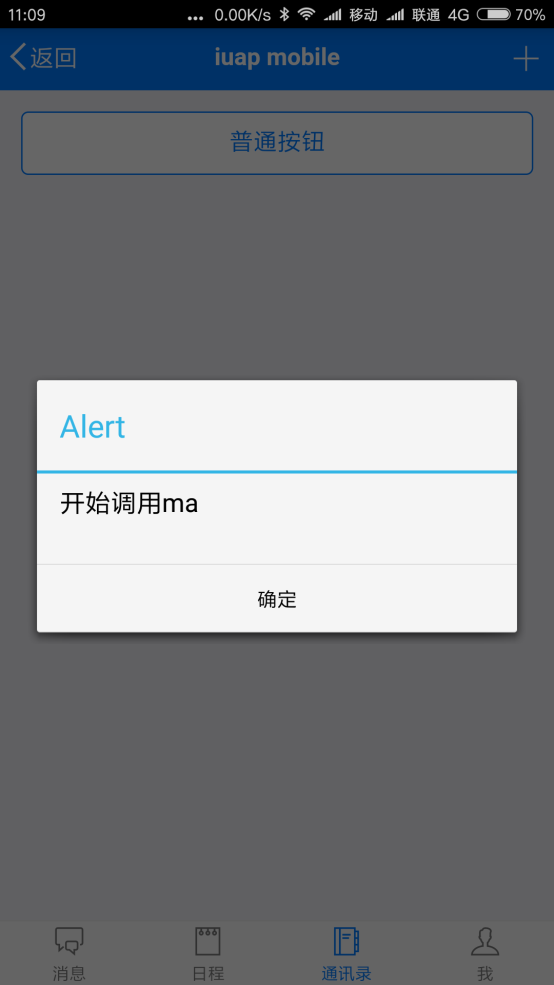 11:09 ... 0.00K/s 移动 联通 4G 70%
返回 iuap mobile
普通按钮
Alert
开始调用ma
确定
消息 日程 通讯录 我